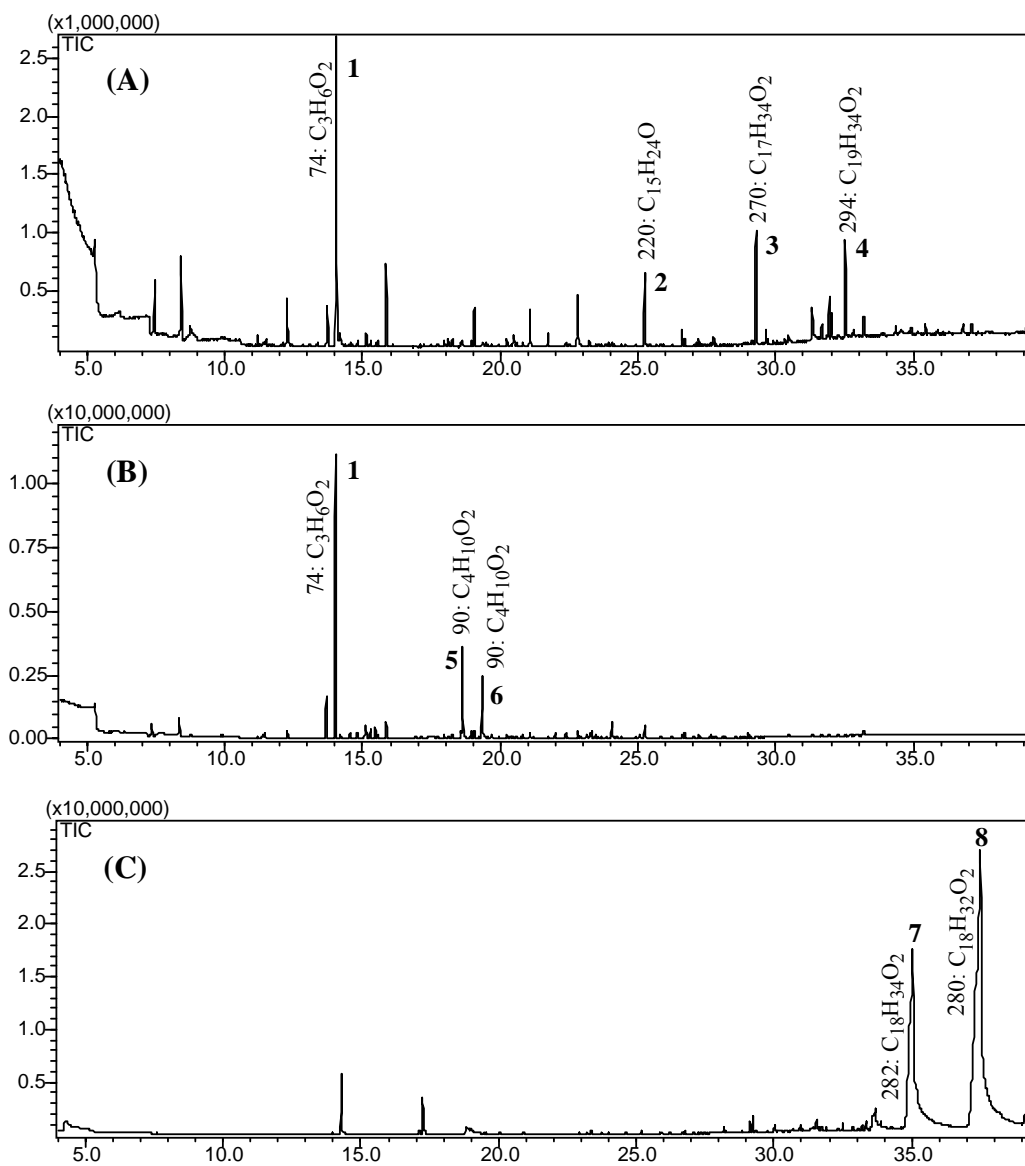 (x1,000,000)
TIC
(A)
2.5
2.0
1.5
1.0
0.5
74: C3H6O2
1
220: C15H24O
2
270: C17H34O2
3
294: C19H34O2
4
5.0 10.0 15.0 20.0 25.0 30.0 35.0
(x10,000,000)
TIC
(B)
1.00
0.75
0.50
0.25
0.00
74: C3H6O2
1
90: C4H10O2
5
90: C4H10O2
6
5.0 10.0 15.0 20.0 25.0 30.0 35.0
(x10,000,000)
TIC
(C)
2.5
2.0
1.5
1.0
0.5
282: C18H34O2
7
280: C18H32O2
8
5.0 10.0 15.0 20.0 25.0 30.0 35.0